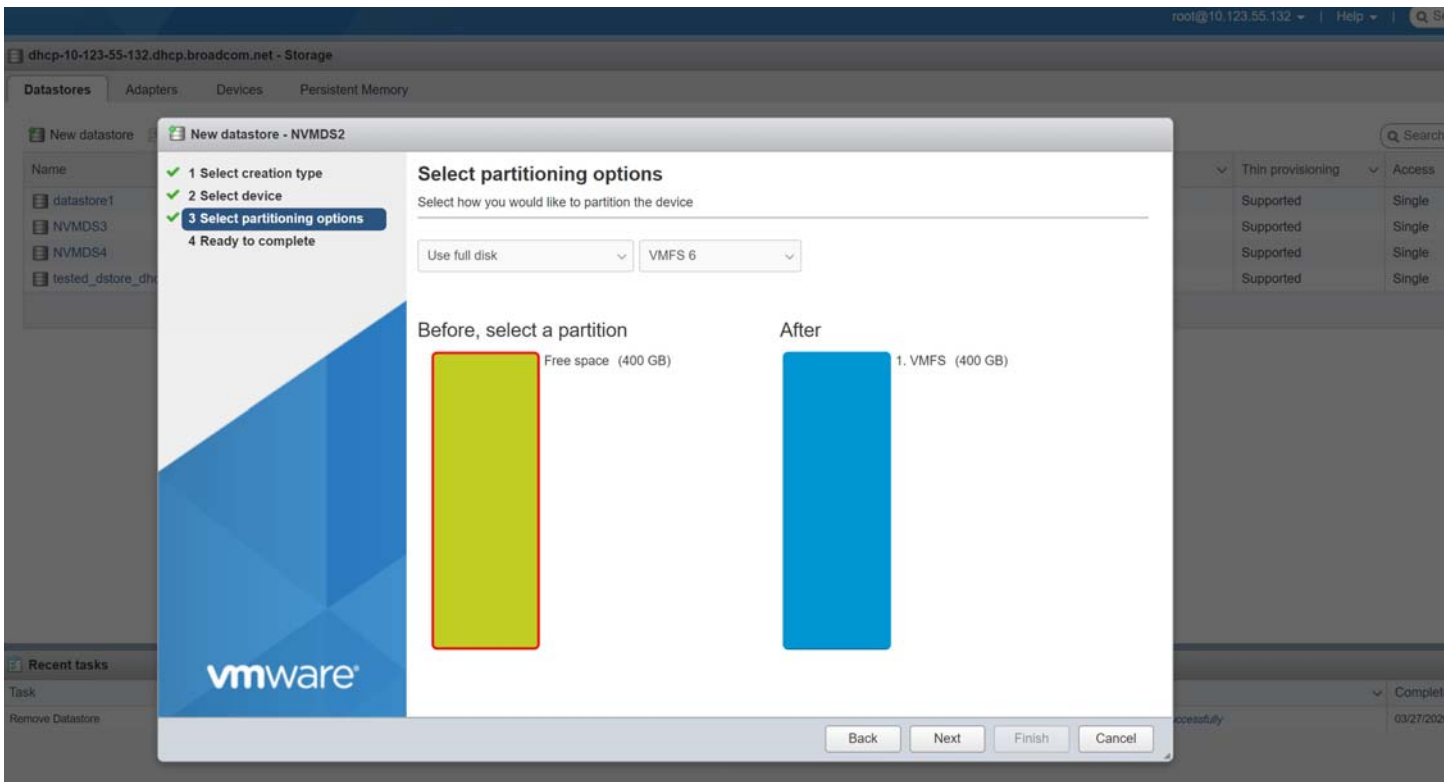 root@10.123.55.132 | Help | 
dhcp-10-123-55-132.dhcp.broadcom.net - Storage
Datastores Adapters Devices Persistent Memory
New datastore
Search
Name
Thin provisioning Access
datastore1
Supported Single
NVMDS3
Supported Single
NVMDS4
Supported Single
tested_dstore_dhc
Supported Single
New datastore - NVMDS2
1 Select creation type
2 Select device
3 Select partitioning options
4 Ready to complete
Select partitioning options
Select how you would like to partition the device
Use full disk VMFS 6
Before, select a partition After
Free space (400 GB) 1. VMFS (400 GB)
vmware®
Back Next Finish Cancel
Recent tasks
Task
Complet
Remove Datastore
ccessfully
03/27/202